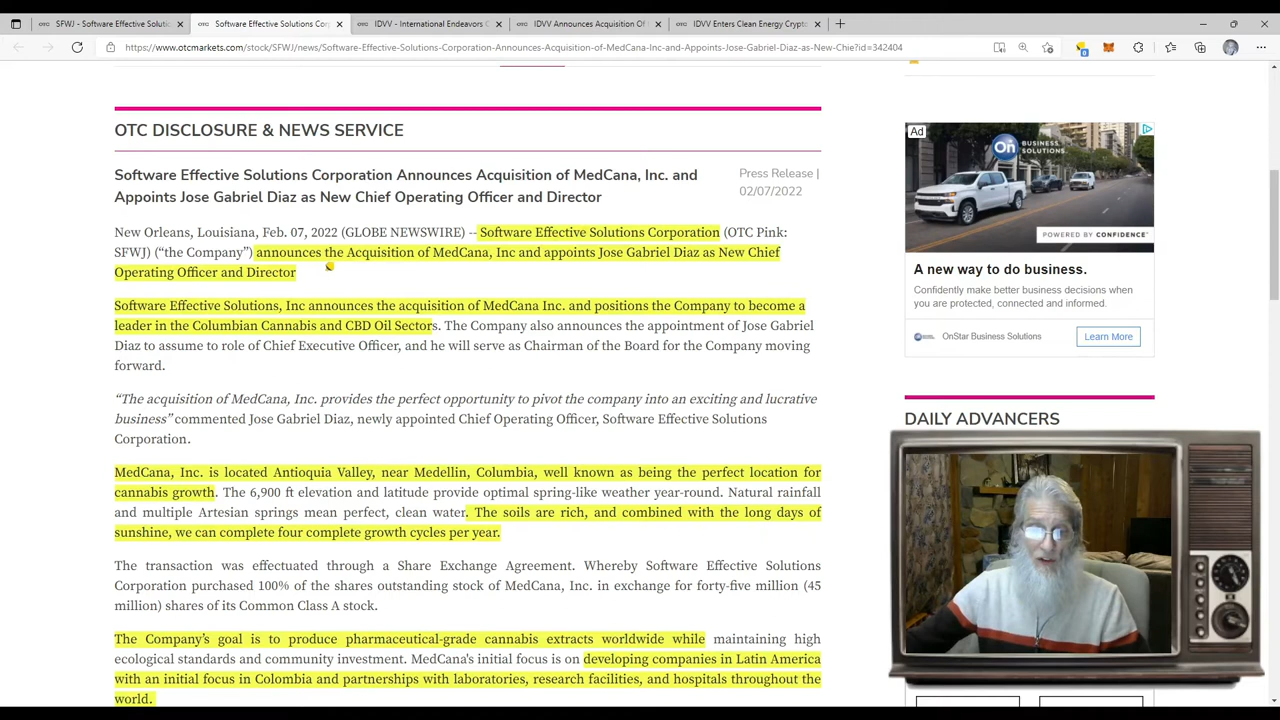 SFWJ - Software Effective Solutio
Software Effective Solutions Cor
IDVV - International Endeavors C
IDVV Announces Acquisition Of
IDVV Enters Clean Energy Crypto
https://www.otcmarkets.com/stock/SFWJ/news/Software-Effective-Solutions-Corporation-Announces-Acquisition-of-MedCana-Inc-and-Appoints-Jose-Gabriel-Diaz-as-New-Chie?id=342404
OTC DISCLOSURE & NEWS SERVICE
Software Effective Solutions Corporation Announces Acquisition of MedCana, Inc. and
Appoints Jose Gabriel Diaz as New Chief Operating Officer and Director
Press Release |
02/07/2022
New Orleans, Louisiana, Feb. 07, 2022 (GLOBE NEWSWIRE) -- Software Effective Solutions Corporation (OTC Pink:
SFWJ) (“the Company”) announces the Acquisition of MedCana, Inc and appoints Jose Gabriel Diaz as New Chief
Operating Officer and Director
Software Effective Solutions, Inc announces the acquisition of MedCana Inc. and positions the Company to become a
leader in the Columbian Cannabis and CBD Oil Sectors. The Company also announces the appointment of Jose Gabriel
Diaz to assume to role of Chief Executive Officer, and he will serve as Chairman of the Board for the Company moving
forward.
“The acquisition of MedCana, Inc. provides the perfect opportunity to pivot the company into an exciting and lucrative
business” commented Jose Gabriel Diaz, newly appointed Chief Operating Officer, Software Effective Solutions
Corporation.
MedCana, Inc. is located Antioquia Valley, near Medellin, Columbia, well known as being the perfect location for
cannabis growth. The 6,900 ft elevation and latitude provide optimal spring-like weather year-round. Natural rainfall
and multiple Artesian springs mean perfect, clean water. The soils are rich, and combined with the long days of
sunshine, we can complete four complete growth cycles per year.
The transaction was effectuated through a Share Exchange Agreement. Whereby Software Effective Solutions
Corporation purchased 100% of the shares outstanding stock of MedCana, Inc. in exchange for forty-five million (45
million) shares of its Common Class A stock.
The Company’s goal is to produce pharmaceutical-grade cannabis extracts worldwide while maintaining high
ecological standards and community investment. MedCana's initial focus is on developing companies in Latin America
with an initial focus in Colombia and partnerships with laboratories, research facilities, and hospitals throughout the
world.
Ad
On BUSINESS SOLUTIONS
POWERED BY CONFIDENCE
A new way to do business.
Confidently make better business decisions when
you are protected, connected and informed.
OnStar Business Solutions
Learn More
DAILY ADVANCERS